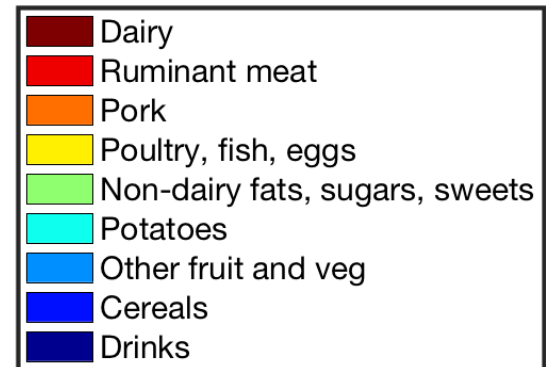 Dairy
Ruminant meat
Pork
Poultry, fish, eggs
Non-dairy fats, sugars, sweets
Potatoes
Other fruit and veg
Cereals
Drinks